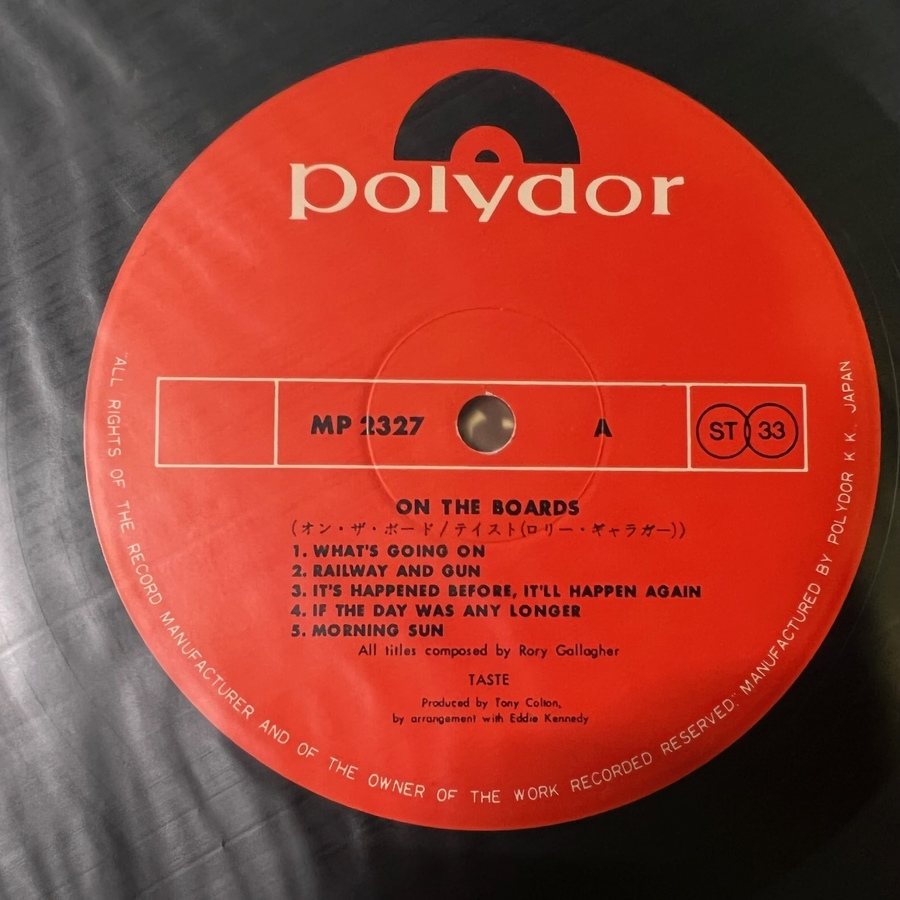 polydor
MP 2327
A
ST 33
ON THE BOARDS
(オン・ザ・ボード/テイスト(ロリー・ギャラガー))
1. WHAT'S GOING ON
2. RAILWAY AND GUN
3. IT'S HAPPENED BEFORE, IT'LL HAPPEN AGAIN
4. IF THE DAY WAS ANY LONGER
5. MORNING SUN
All titles composed by Rory Gallagher
TASTE
Produced by Tony Colton,
by arrangement with Eddie Kennedy
"ALL RIGHTS OF THE RECORD MANUFACTURER AND OF THE OWNER OF THE WORK RECORDED RESERVED." MANUFACTURED BY POLYDOR K K. JAPAN